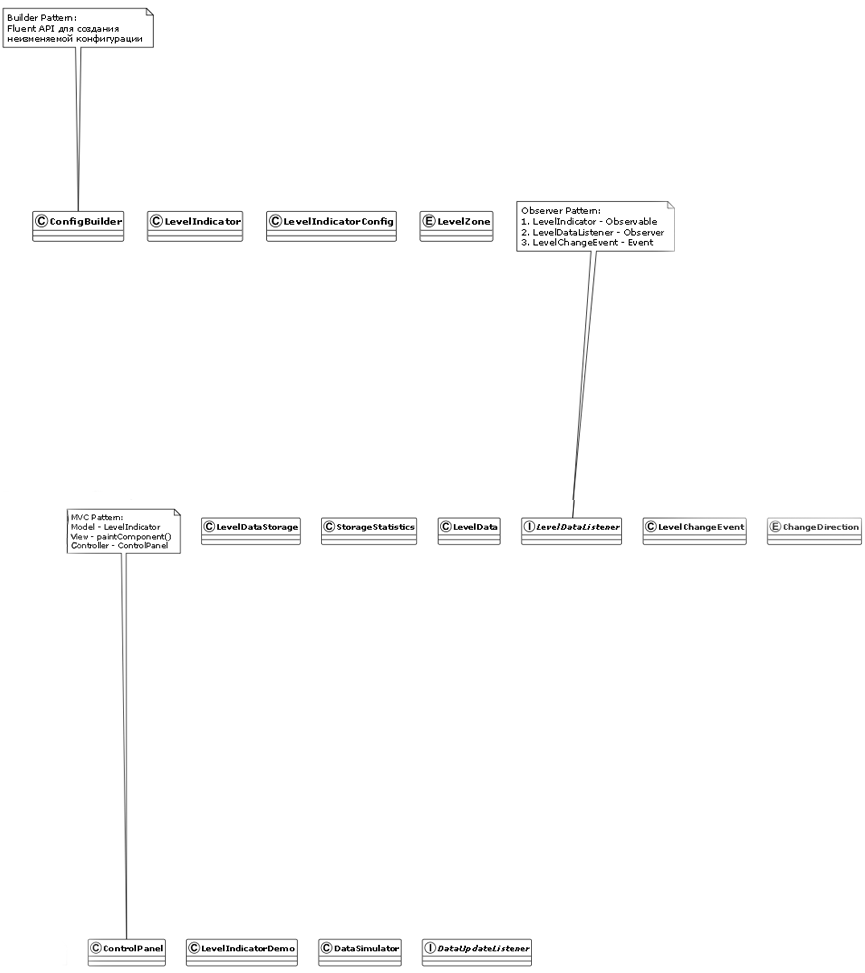 Builder Pattern:
Fluent API для создания
неизменяемой конфигурации
C ConfigBuilder
C LevelIndicator
C LevelIndicatorConfig
E LevelZone
Observer Pattern:
1. LevelIndicator - Observable
2. LevelDataListener - Observer
3. LevelChangeEvent - Event
MVC Pattern:
Model - LevelIndicator
View - paintComponent()
Controller - ControlPanel
C LevelDataStorage
C StorageStatistics
C LevelData
I LevelDataListener
C LevelChangeEvent
E ChangeDirection
C ControlPanel
C LevelIndicatorDemo
C DataSimulator
I DataUpdateListener